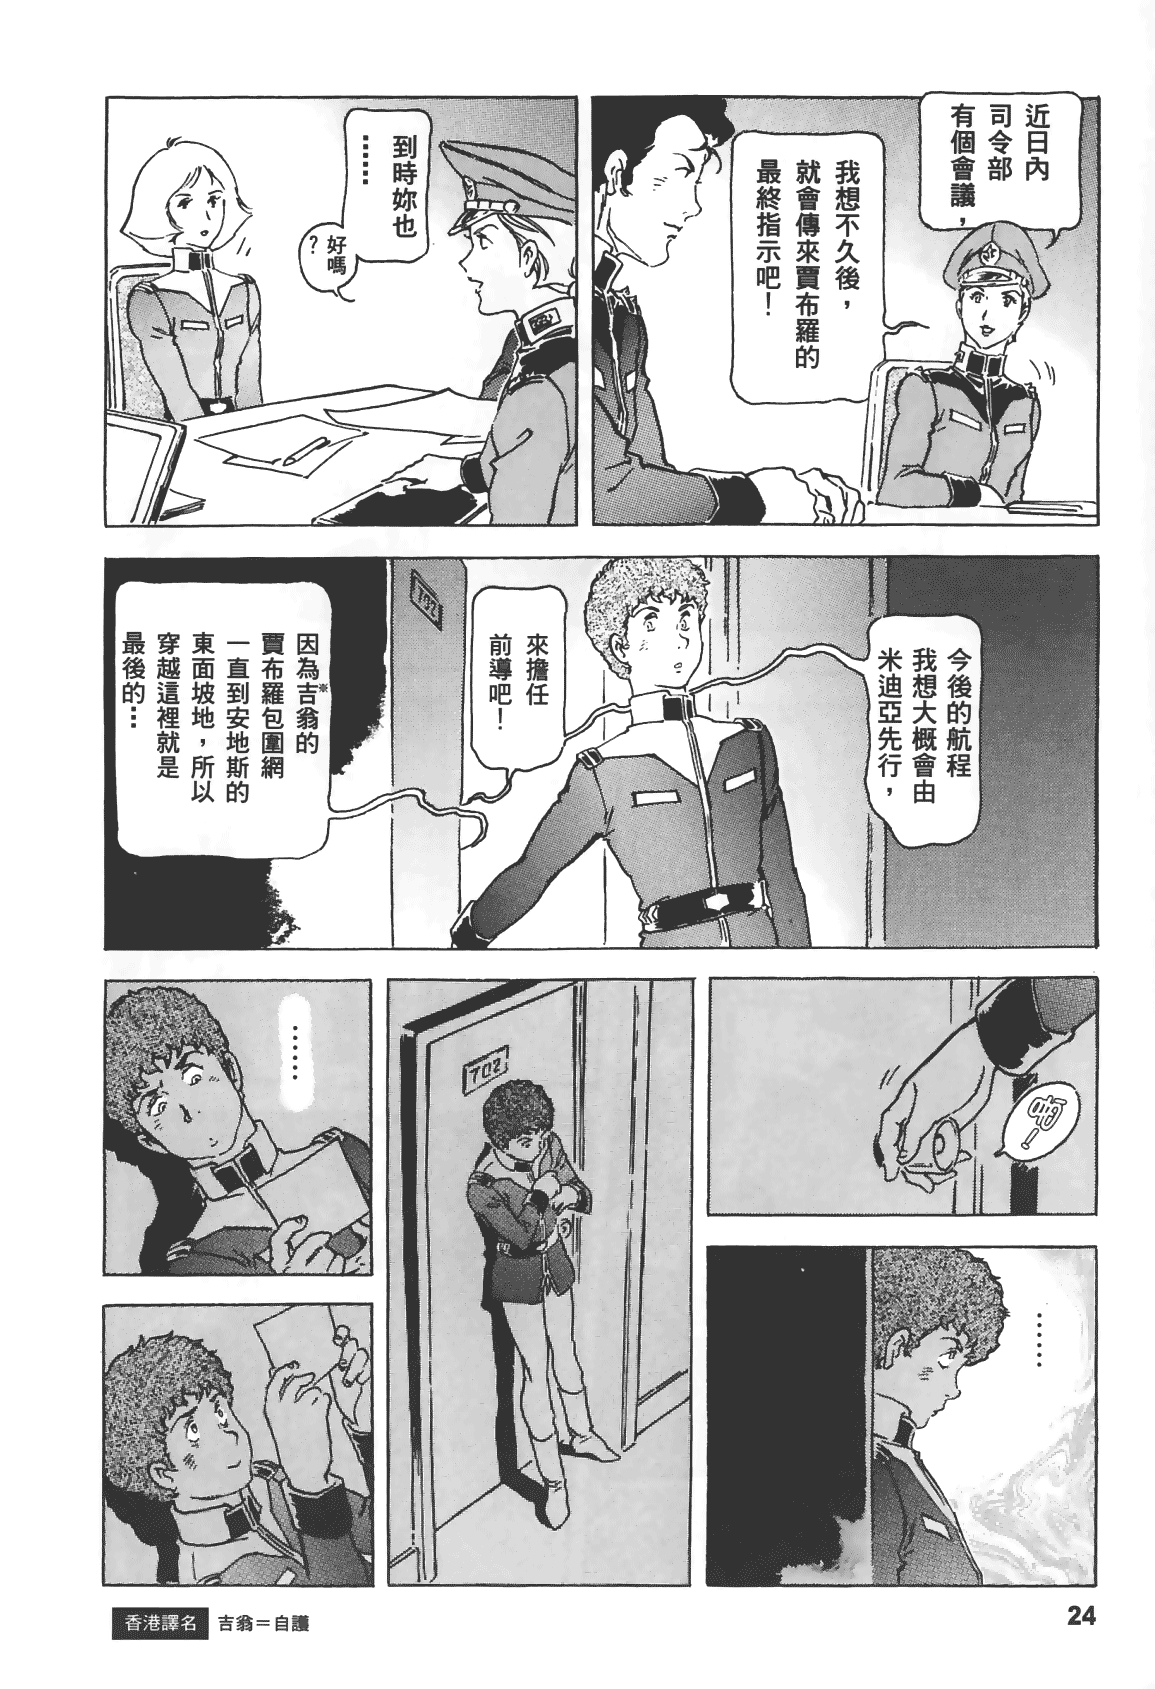 近日內
司令部
有個會議，
我想不久後，
就會傳來賈布羅的
最終指示吧！
到時妳也
……
好嗎
？
今後的航程
我想大概會由
米迪亞先行，
來擔任
前導吧！
因為吉※翁的
賈布羅包圍網
一直到安地斯的
東面坡地，所以
穿越這裡就是
最後的…
702
啪！
……
702
……
香港譯名 吉翁＝自護
24